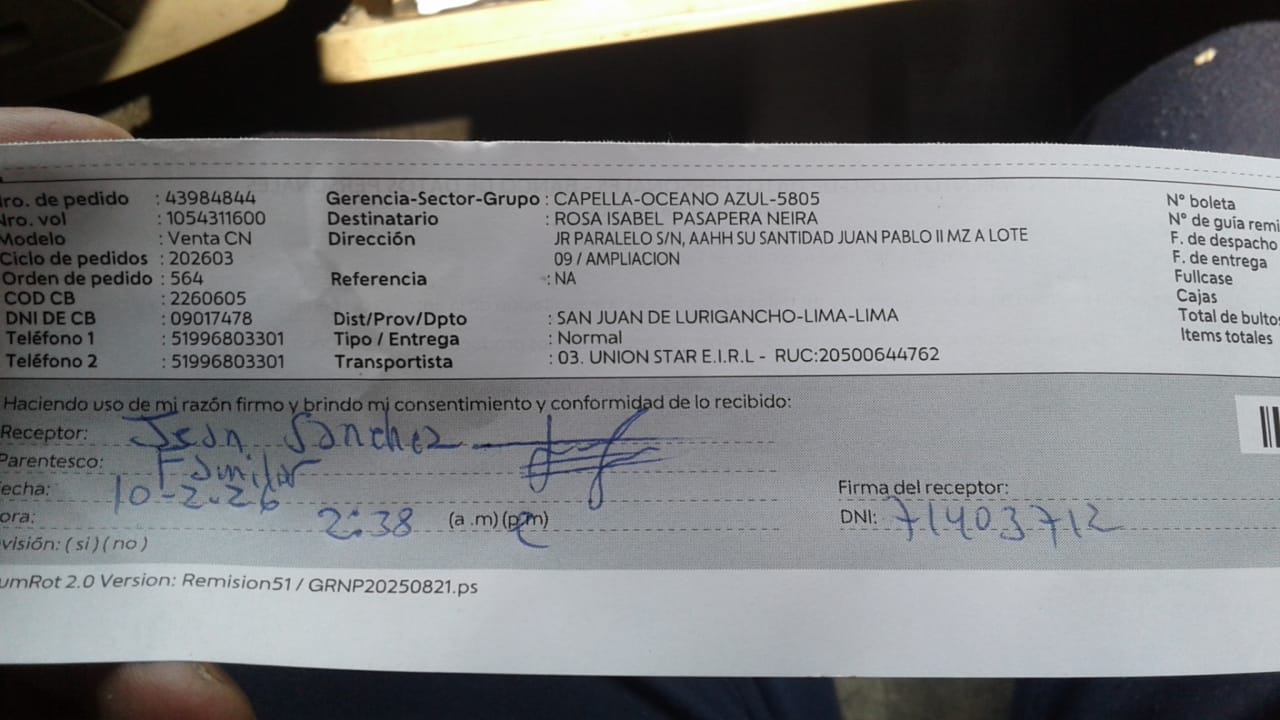 Nro. de pedido : 43984844
Nro. vol : 1054311600
Modelo : Venta CN
Ciclo de pedidos : 202603
Orden de pedido : 564
COD CB : 2260605
DNI DE CB : 09017478
Teléfono 1 : 51996803301
Teléfono 2 : 51996803301
Gerencia-Sector-Grupo : CAPELLA-OCEANO AZUL-5805
Destinatario : ROSA ISABEL PASAPERA NEIRA
Dirección JR PARALELO S/N, AAHH SU SANTIDAD JUAN PABLO II MZ A LOTE
09 / AMPLIACION
Referencia : NA
Dist/Prov/Dpto : SAN JUAN DE LURIGANCHO-LIMA-LIMA
Tipo / Entrega : Normal
Transportista : 03. UNION STAR E.I.R.L - RUC:20500644762
N° boleta
N° de guía remi
F. de despacho
F. de entrega
Fullcase
Cajas
Total de bultos
Items totales
Haciendo uso de mi razón firmo y brindo mi consentimiento y conformidad de lo recibido:
Receptor: Jean Sanchez
Parentesco: Familiar
echa: 10-2-26
ora: 2:38 (a .m) (p.m)
visión: ( si ) ( no )
Firma del receptor:
DNI: 71403712
umRot 2.0 Version: Remision51 / GRNP20250821.ps